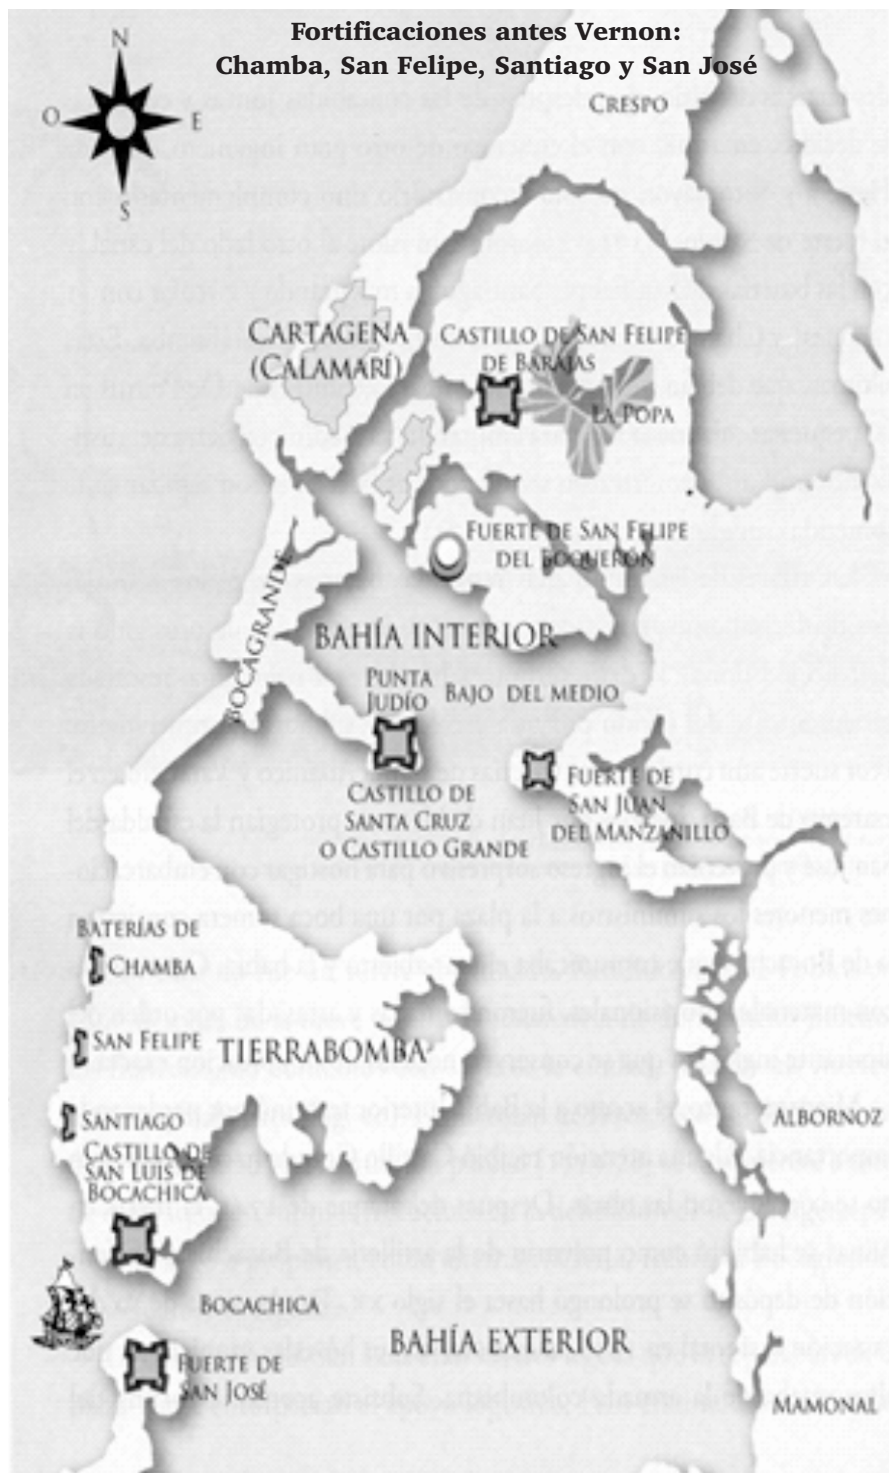 Fortificaciones antes Vernon:
Chamba, San Felipe, Santiago y San José
N
O
E
S
CRESPO
CARTAGENA
(CALAMARÍ)
CASTILLO DE SAN FELIPE
DE BARAJAS
LA POPA
FUERTE DE SAN FELIPE
DEL BOQUERÓN
BOCAGRANDE
BAHÍA INTERIOR
PUNTA
JUDÍO
BAJO DEL MEDIO
CASTILLO DE
SANTA CRUZ
O CASTILLO GRANDE
FUERTE DE
SAN JUAN
DEL MANZANILLO
BATERÍAS DE
CHAMBA
SAN FELIPE
TIERRABOMBA
SANTIAGO
CASTILLO DE
SAN LUIS DE
BOCACHICA
ALBORNOZ
BOCACHICA
BAHÍA EXTERIOR
FUERTE DE
SAN JOSÉ
MAMONAL